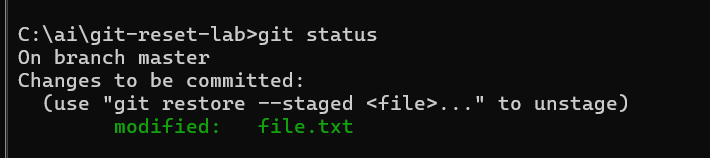 C:\ai\git-reset-lab>git status
On branch master
Changes to be committed:
  (use "git restore --staged <file>..." to unstage)
        modified:   file.txt